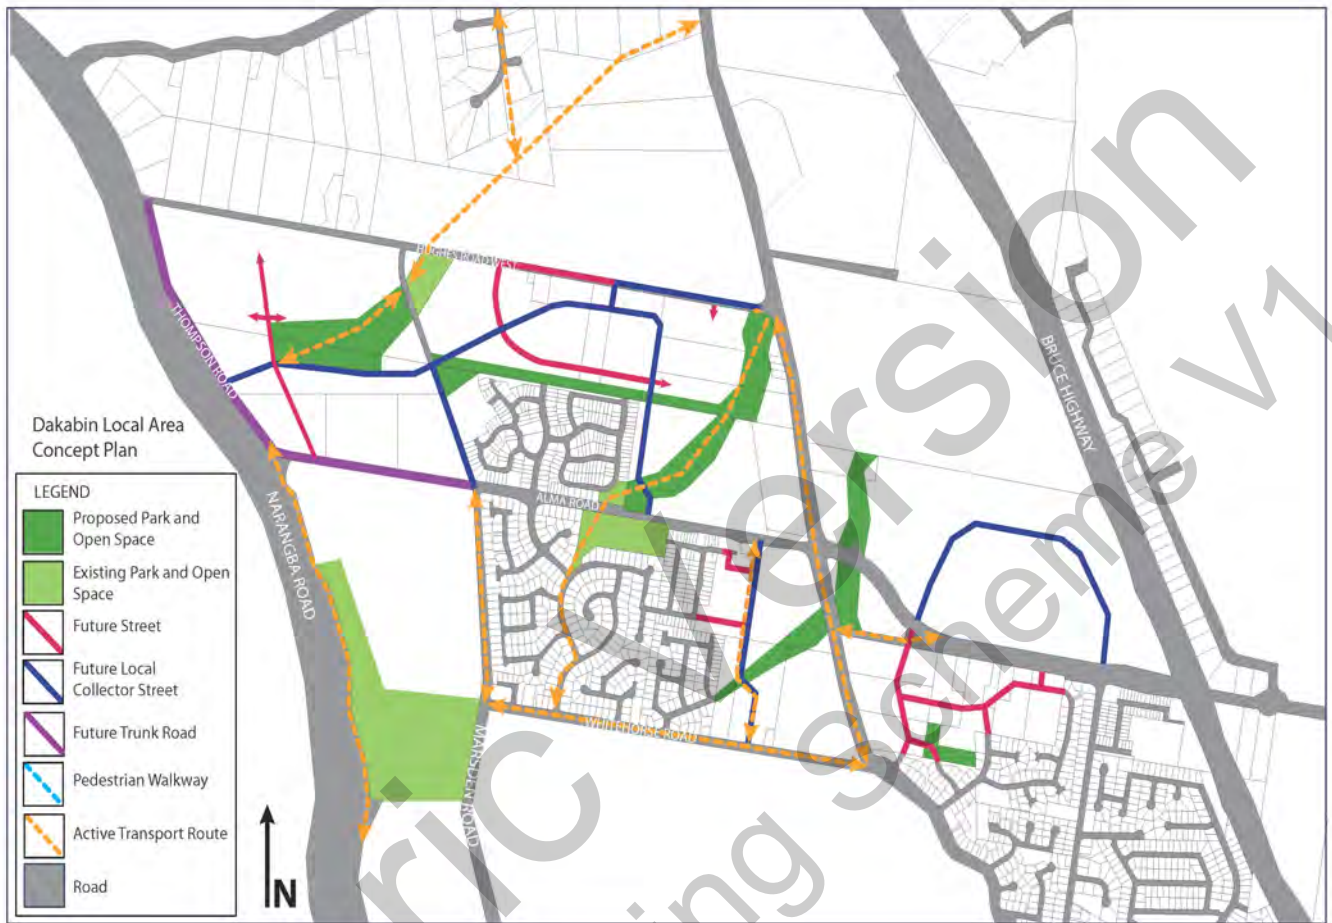 HUGHES ROAD WEST
THOMPSON ROAD
BRUCE HIGHWAY
Dakabin Local Area
Concept Plan
LEGEND
Proposed Park and
Open Space
Existing Park and Open
Space
Future Street
Future Local
Collector Street
Future Trunk Road
Pedestrian Walkway
Active Transport Route
Road
ALMA ROAD
NARANGBA ROAD
WHITEHORSE ROAD
MARSDEN ROAD
N
ric Version
ing Scheme V1